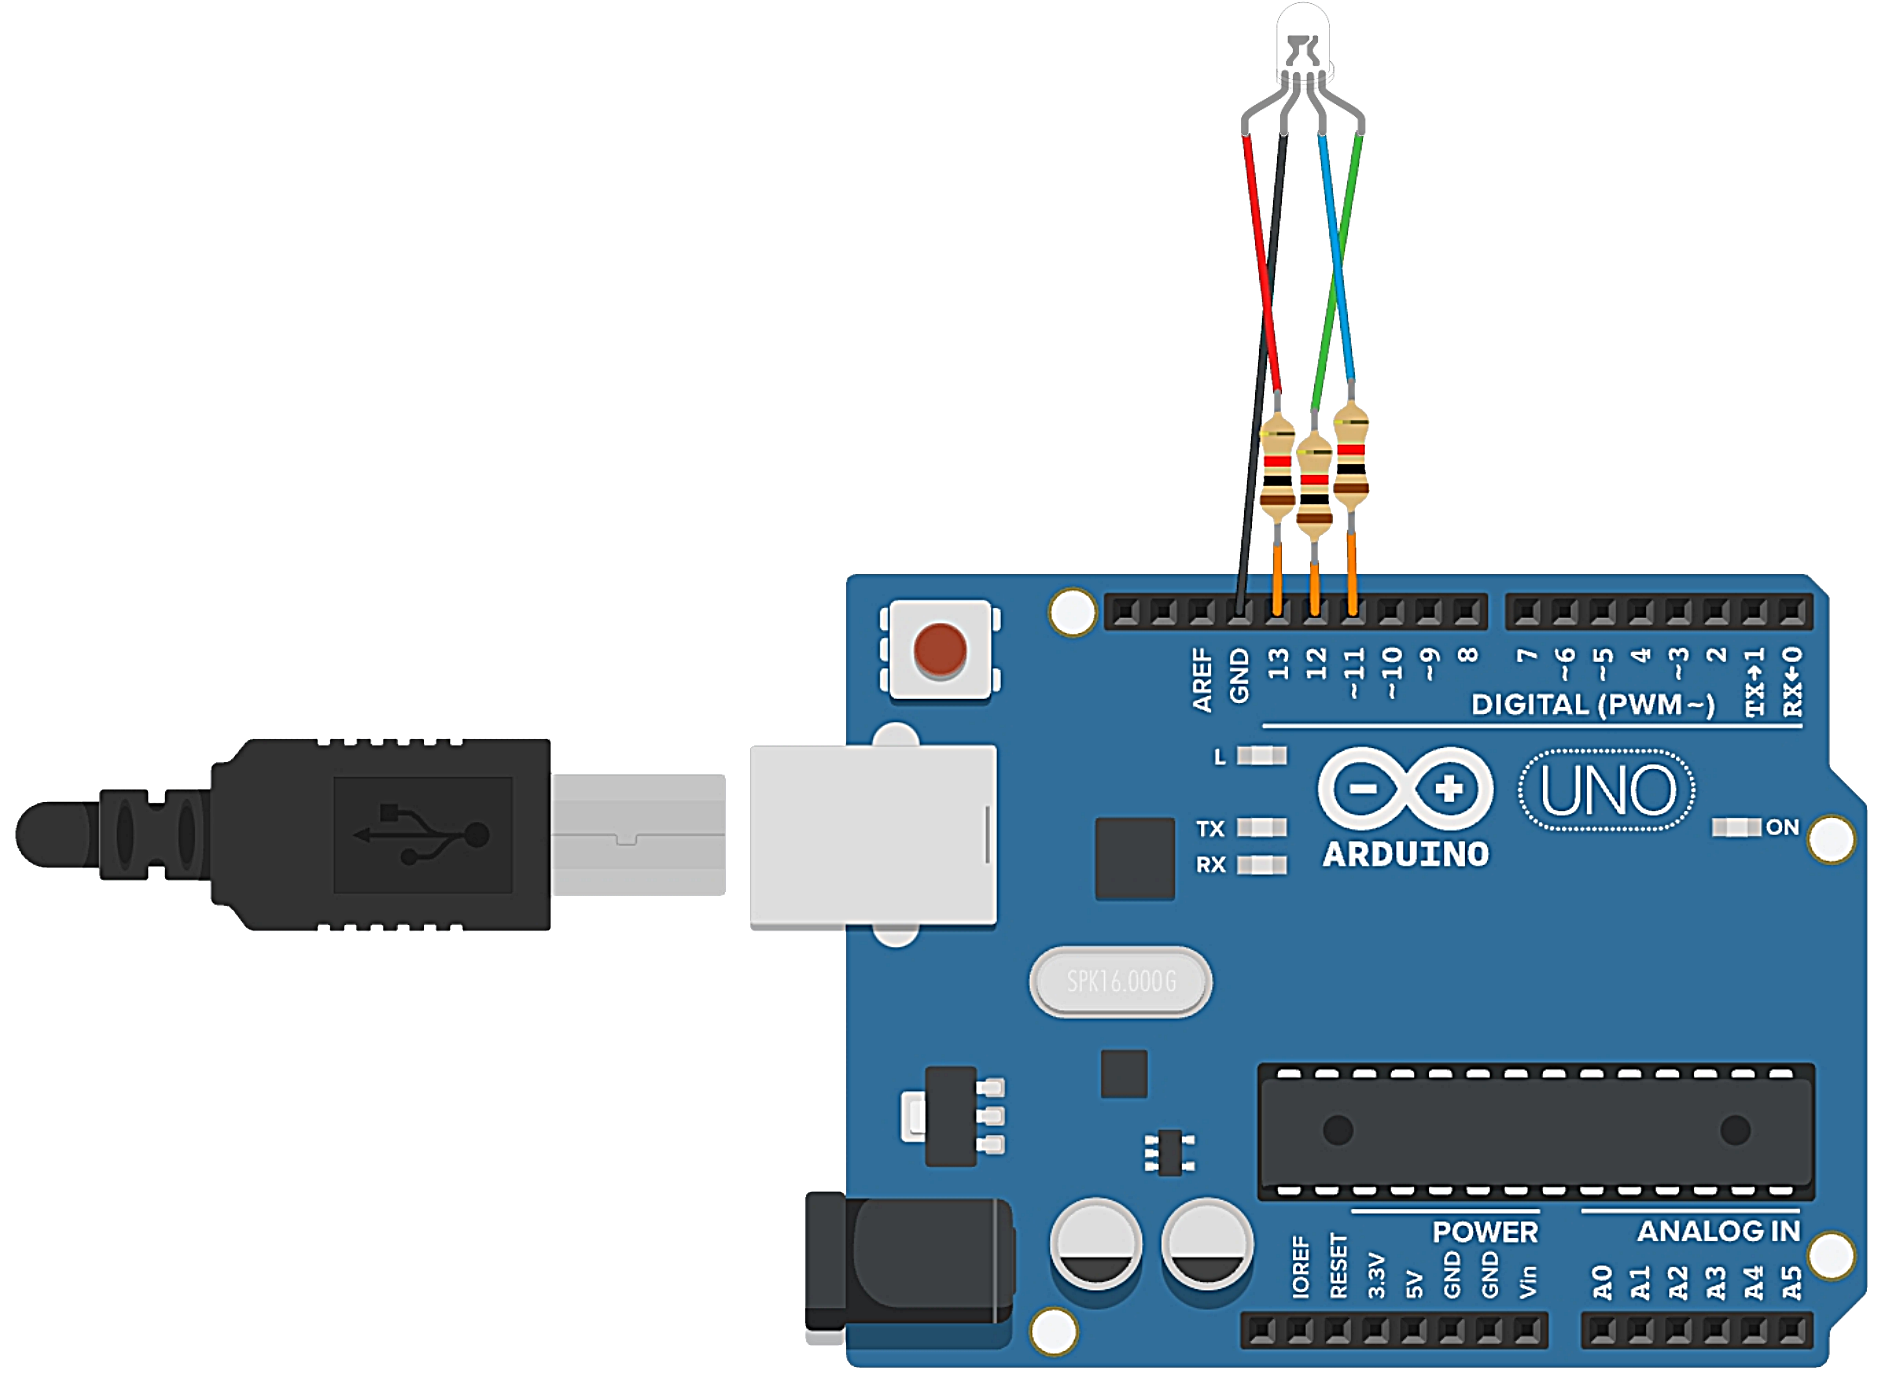 AREF
GND
13
12
~11
~10
~9
8
7
~6
~5
4
~3
2
TX→1
RX←0
DIGITAL (PWM~)
L
TX
RX
ARDUINO
UNO
ON
SPK16.000G
POWER
ANALOG IN
IOREF
RESET
3.3V
5V
GND
GND
Vin
A0
A1
A2
A3
A4
A5